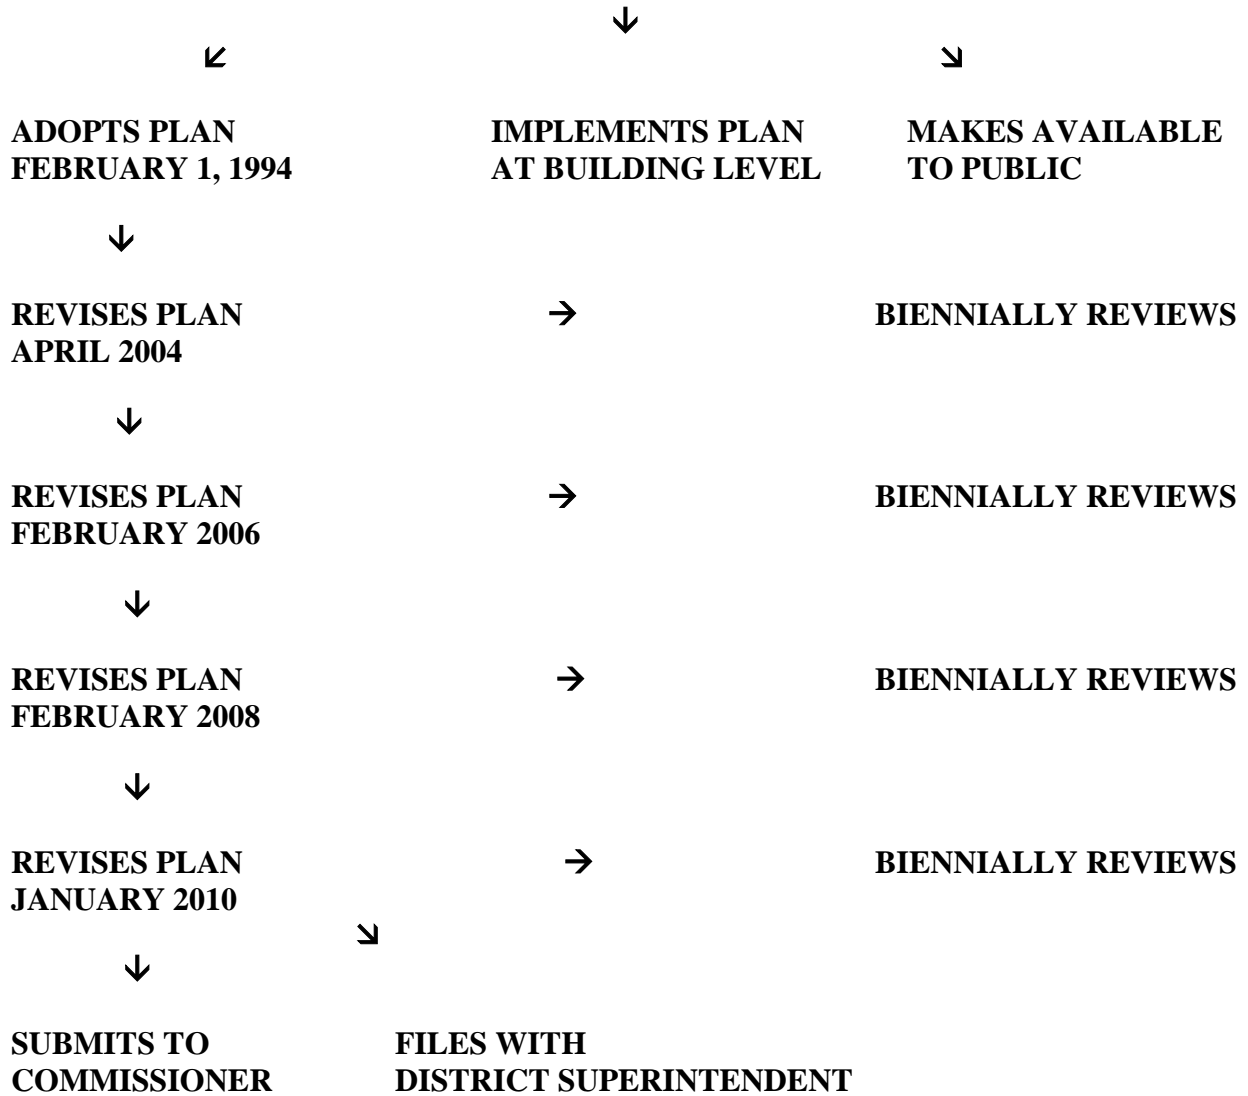 ADOPTS PLAN
FEBRUARY 1, 1994
IMPLEMENTS PLAN
AT BUILDING LEVEL
MAKES AVAILABLE
TO PUBLIC
REVISES PLAN
APRIL 2004
BIENNIALLY REVIEWS
REVISES PLAN
FEBRUARY 2006
BIENNIALLY REVIEWS
REVISES PLAN
FEBRUARY 2008
BIENNIALLY REVIEWS
REVISES PLAN
JANUARY 2010
BIENNIALLY REVIEWS
SUBMITS TO
COMMISSIONER
FILES WITH
DISTRICT SUPERINTENDENT